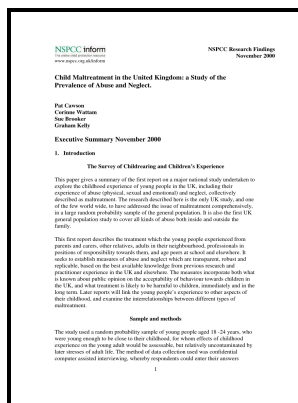 NSPCC inform
The online child protection resource
www.nspcc.org.uk/inform
NSPCC Research Findings
November 2000
Child Maltreatment in the United Kingdom: a Study of the
Prevalence of Abuse and Neglect.
Pat Cawson
Corinne Wattam
Sue Brooker
Graham Kelly
Executive Summary November 2000
1. Introduction
The Survey of Childrearing and Children's Experience
This paper gives a summary of the first report on a major national study undertaken to
explore the childhood experience of young people in the UK, including their
experience of abuse (physical, sexual and emotional) and neglect, collectively
described as maltreatment. The research described here is the only UK study, and one
of the few world wide, to have addressed the issue of maltreatment comprehensively,
in a large random probability sample of the general population. It is also the first UK
general population study to cover all kinds of abuse both inside and outside the
family.
This first report describes the treatment which the young people experienced from
parents and carers, other relatives, adults in their neighbourhood, professionals in
positions of responsibility towards them, and age peers at school and elsewhere. It
seeks to establish measures of abuse and neglect which are transparent, robust and
replicable, based on the best available knowledge from previous research and
practitioner experience in the UK and elsewhere. The measures incorporate both what
is known about public opinion on the acceptability of behaviour towards children in
the UK, and what treatment is likely to be harmful to children, immediately and in the
long term. Later reports will link the young people's experience to other aspects of
their childhood, and examine the interrelationships between different types of
maltreatment.
Sample and methods
The study used a random probability sample of young people aged 18 -24 years, who
were young enough to be close to their childhood, for whom effects of childhood
experience on the young adult would be assessable, but relatively uncontaminated by
later stresses of adult life. The method of data collection used was confidential
computer assisted interviewing, whereby respondents could enter their answers
1